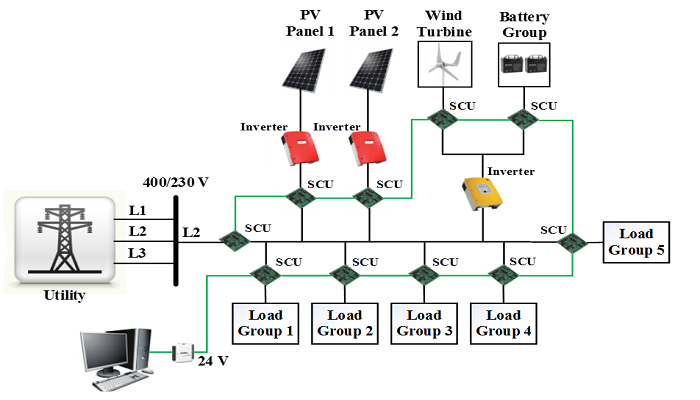 PV
Panel 1
PV
Panel 2
Wind
Turbine
Battery
Group
SCU
SCU
Inverter
Inverter
Inverter
400/230 V
SCU
SCU
L1
L2
L3
L2
SCU
SCU
Load
Group 5
SCU
SCU
SCU
SCU
Utility
Load
Group 1
Load
Group 2
Load
Group 3
Load
Group 4
24 V